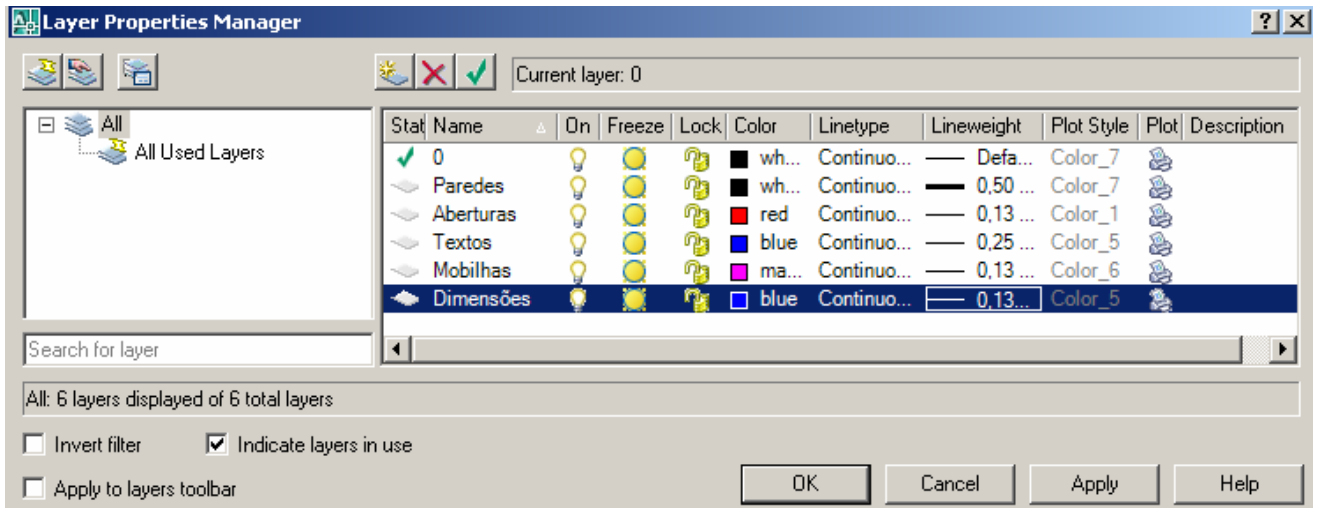 Layer Properties Manager
Current layer: 0
All
All Used Layers
Stat Name On Freeze Lock Color Linetype Lineweight Plot Style Plot Description
0 wh... Continuo... Defa... Color_7
Paredes wh... Continuo... 0,50 ... Color_7
Aberturas red Continuo... 0,13 ... Color_1
Textos blue Continuo... 0,25 ... Color_5
Mobilhas ma... Continuo... 0,13 ... Color_6
Dimensões blue Continuo... 0,13... Color_5
Search for layer
All: 6 layers displayed of 6 total layers
Invert filter Indicate layers in use
Apply to layers toolbar
OK Cancel Apply Help